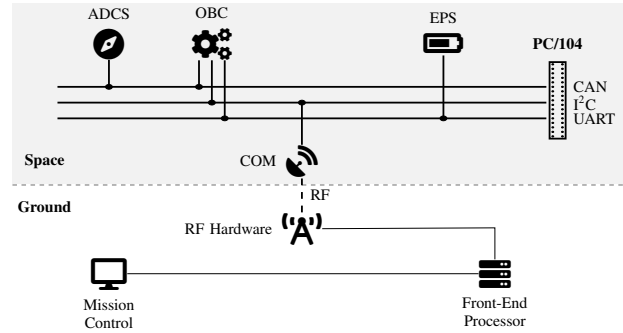 ADCS
OBC
EPS
PC/104
CAN
I²C
UART
Space
COM
RF
Ground
RF Hardware
Mission
Control
Front-End
Processor